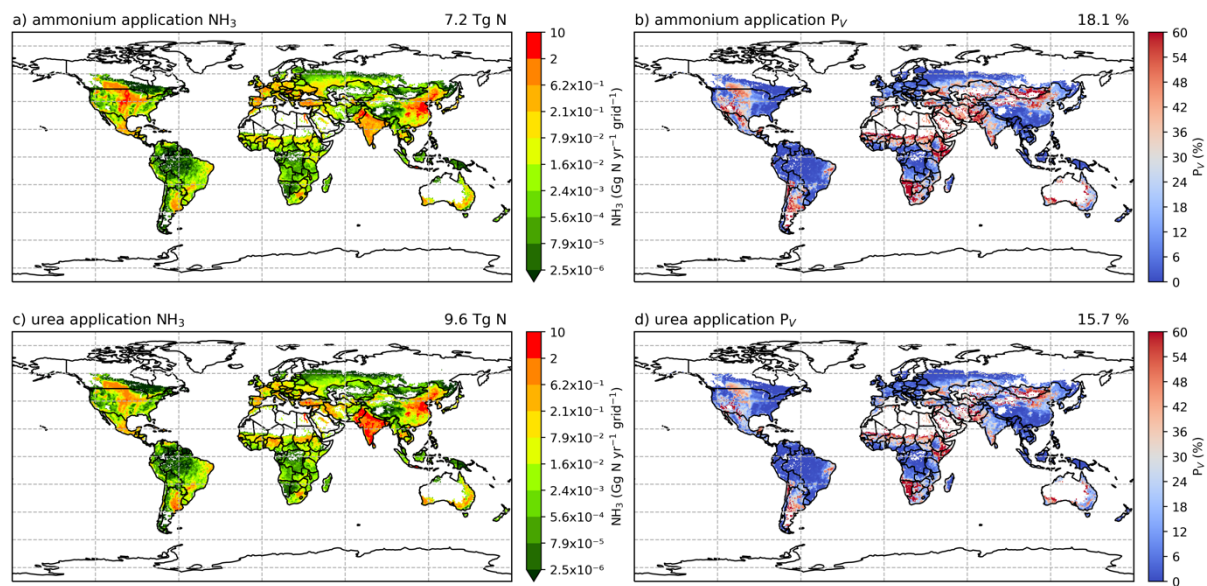 a) ammonium application NH₃ 7.2 Tg N
10
2
6.2x10⁻¹
2.1x10⁻¹
7.9x10⁻²
1.6x10⁻²
2.4x10⁻³
5.6x10⁻⁴
7.9x10⁻⁵
2.5x10⁻⁶
NH₃ (Gg N yr⁻¹ grid⁻¹)
b) ammonium application Pᵥ 18.1 %
60
54
48
42
36
30
24
18
12
6
0
Pᵥ (%)
c) urea application NH₃ 9.6 Tg N
10
2
6.2x10⁻¹
2.1x10⁻¹
7.9x10⁻²
1.6x10⁻²
2.4x10⁻³
5.6x10⁻⁴
7.9x10⁻⁵
2.5x10⁻⁶
NH₃ (Gg N yr⁻¹ grid⁻¹)
d) urea application Pᵥ 15.7 %
60
54
48
42
36
30
24
18
12
6
0
Pᵥ (%)